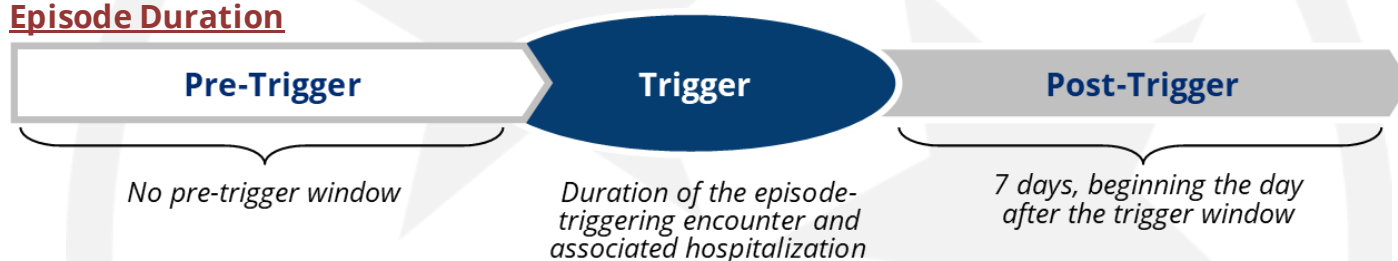 Episode Duration
Pre-Trigger
Trigger
Post-Trigger
No pre-trigger window
Duration of the episode-
triggering encounter and
associated hospitalization
7 days, beginning the day
after the trigger window